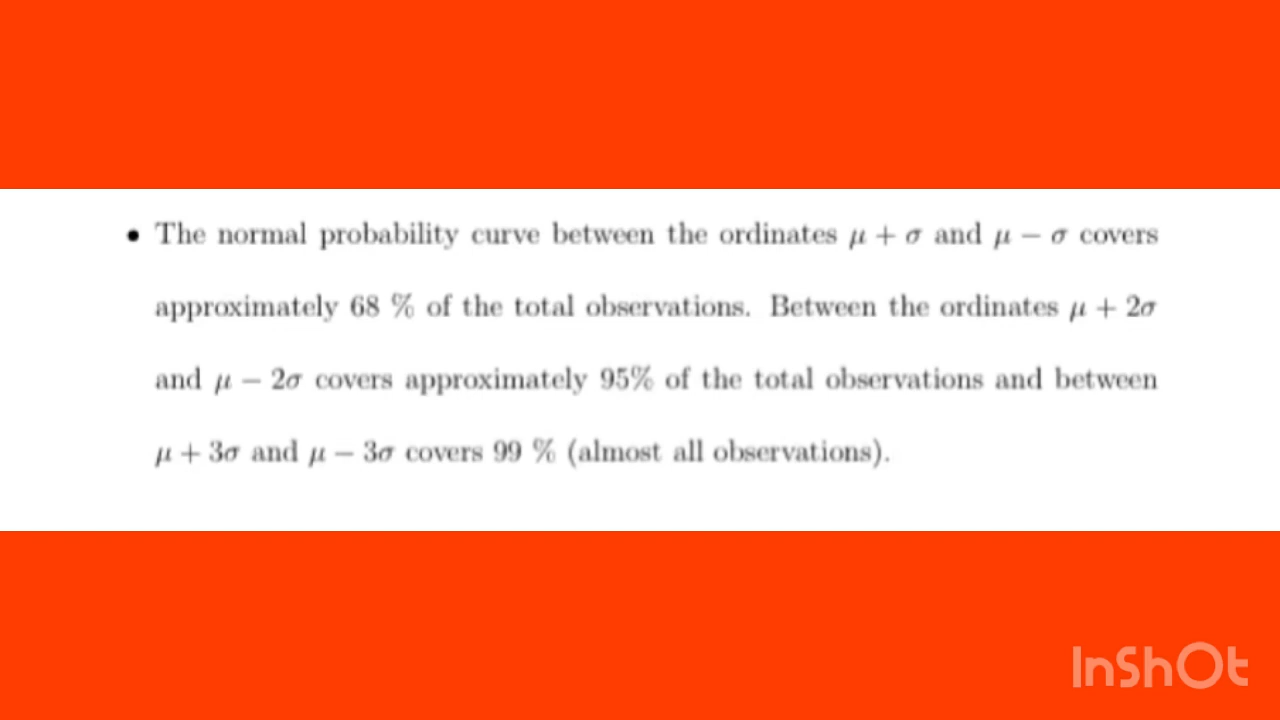 • The normal probability curve between the ordinates μ + σ and μ − σ covers
approximately 68 % of the total observations. Between the ordinates μ + 2σ
and μ − 2σ covers approximately 95% of the total observations and between
μ + 3σ and μ − 3σ covers 99 % (almost all observations).
InShOt